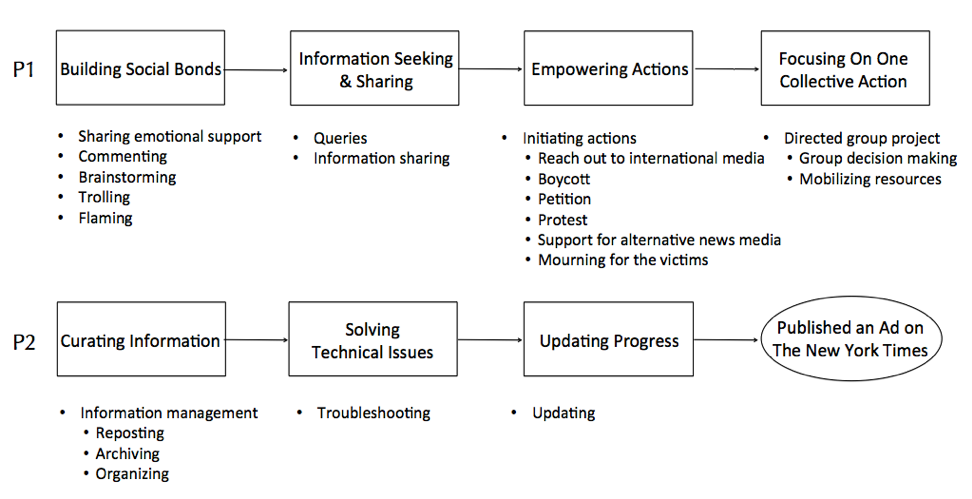 P1
Building Social Bonds
Information Seeking
& Sharing
Empowering Actions
Focusing On One
Collective Action
• Sharing emotional support
• Commenting
• Brainstorming
• Trolling
• Flaming
• Queries
• Information sharing
• Initiating actions
• Reach out to international media
• Boycott
• Petition
• Protest
• Support for alternative news media
• Mourning for the victims
• Directed group project
• Group decision making
• Mobilizing resources
P2
Curating Information
Solving
Technical Issues
Updating Progress
Published an Ad on
The New York Times
• Information management
• Reposting
• Archiving
• Organizing
• Troubleshooting
• Updating